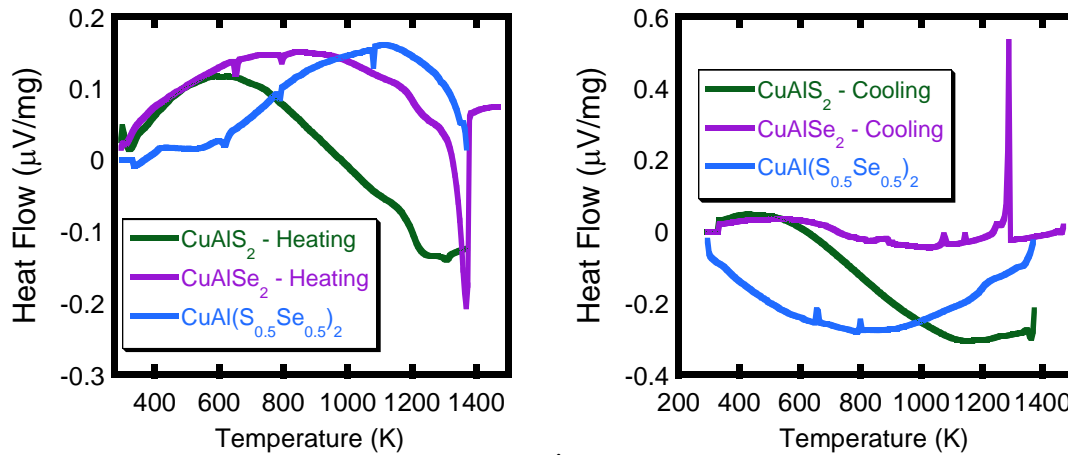 0.2
0.1
0
-0.1
-0.2
-0.3
Heat Flow (μV/mg)
CuAlS₂ - Heating
CuAlSe₂ - Heating
CuAl(S₀.₅Se₀.₅)₂
400 600 800 1000 1200 1400
Temperature (K)
0.6
0.4
0.2
0
-0.2
-0.4
Heat Flow (μV/mg)
CuAlS₂ - Cooling
CuAlSe₂ - Cooling
CuAl(S₀.₅Se₀.₅)₂
200 400 600 800 1000 1200 1400
Temperature (K)